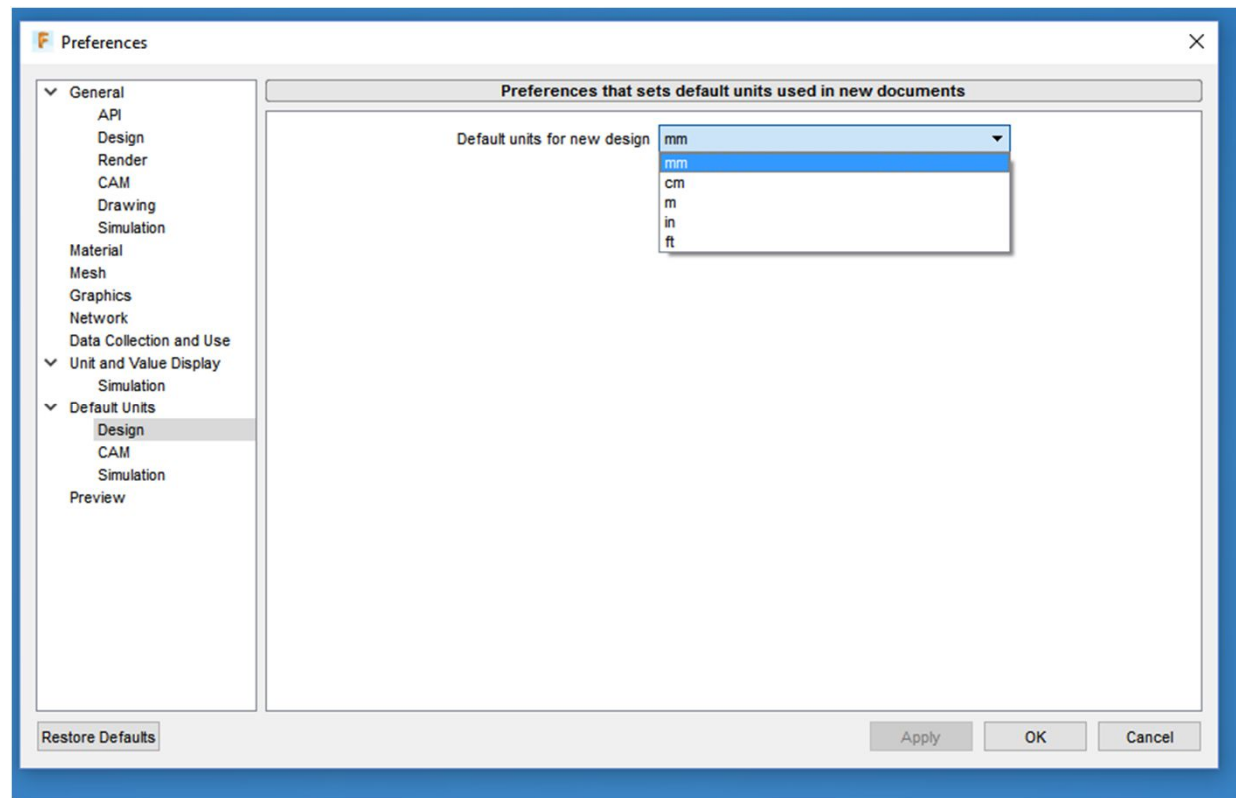 Preferences
General
API
Design
Render
CAM
Drawing
Simulation
Material
Mesh
Graphics
Network
Data Collection and Use
Unit and Value Display
Simulation
Default Units
Design
CAM
Simulation
Preview
Preferences that sets default units used in new documents
Default units for new design mm
mm
cm
m
in
ft
Restore Defaults
Apply
OK
Cancel